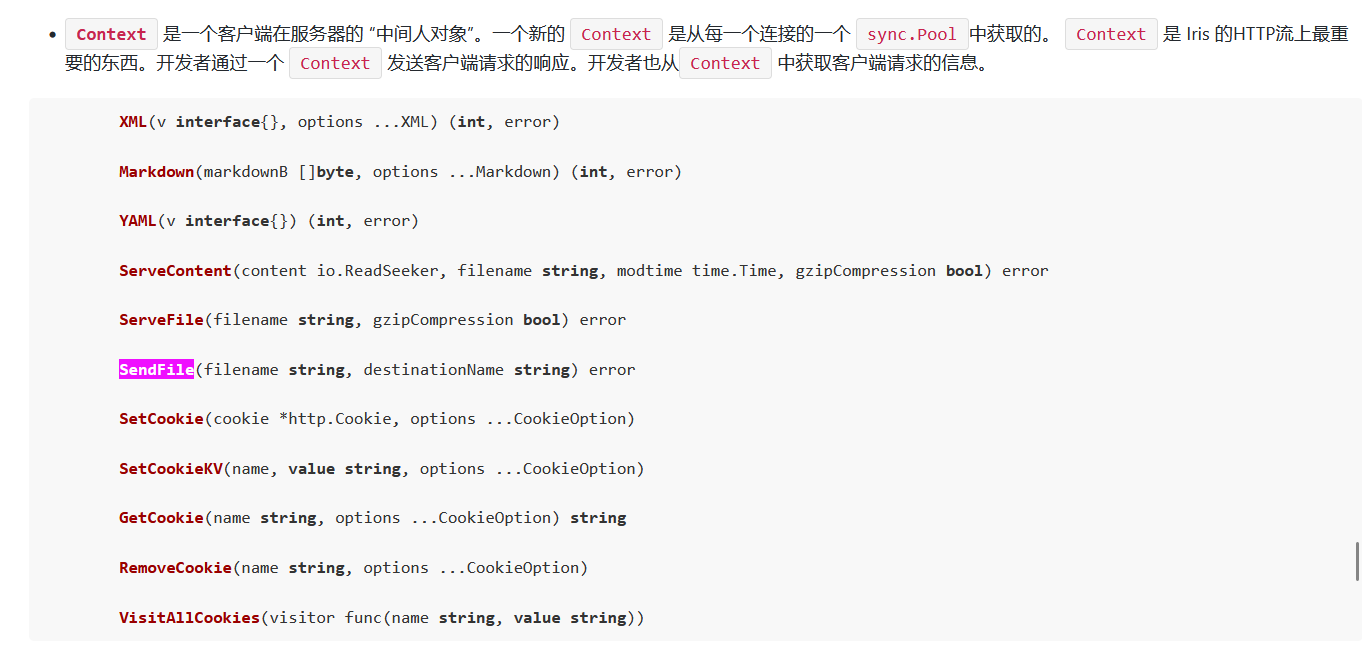 Context 是一个客户端在服务器的 “中间人对象”。一个新的 Context 是从每一个连接的一个 sync.Pool 中获取的。 Context 是 Iris 的HTTP流上最重
要的东西。开发者通过一个 Context 发送客户端请求的响应。开发者也从 Context 中获取客户端请求的信息。
XML(v interface{}, options ...XML) (int, error)
Markdown(markdownB []byte, options ...Markdown) (int, error)
YAML(v interface{}) (int, error)
ServeContent(content io.ReadSeeker, filename string, modtime time.Time, gzipCompression bool) error
ServeFile(filename string, gzipCompression bool) error
SendFile(filename string, destinationName string) error
SetCookie(cookie *http.Cookie, options ...CookieOption)
SetCookieKV(name, value string, options ...CookieOption)
GetCookie(name string, options ...CookieOption) string
RemoveCookie(name string, options ...CookieOption)
VisitAllCookies(visitor func(name string, value string))